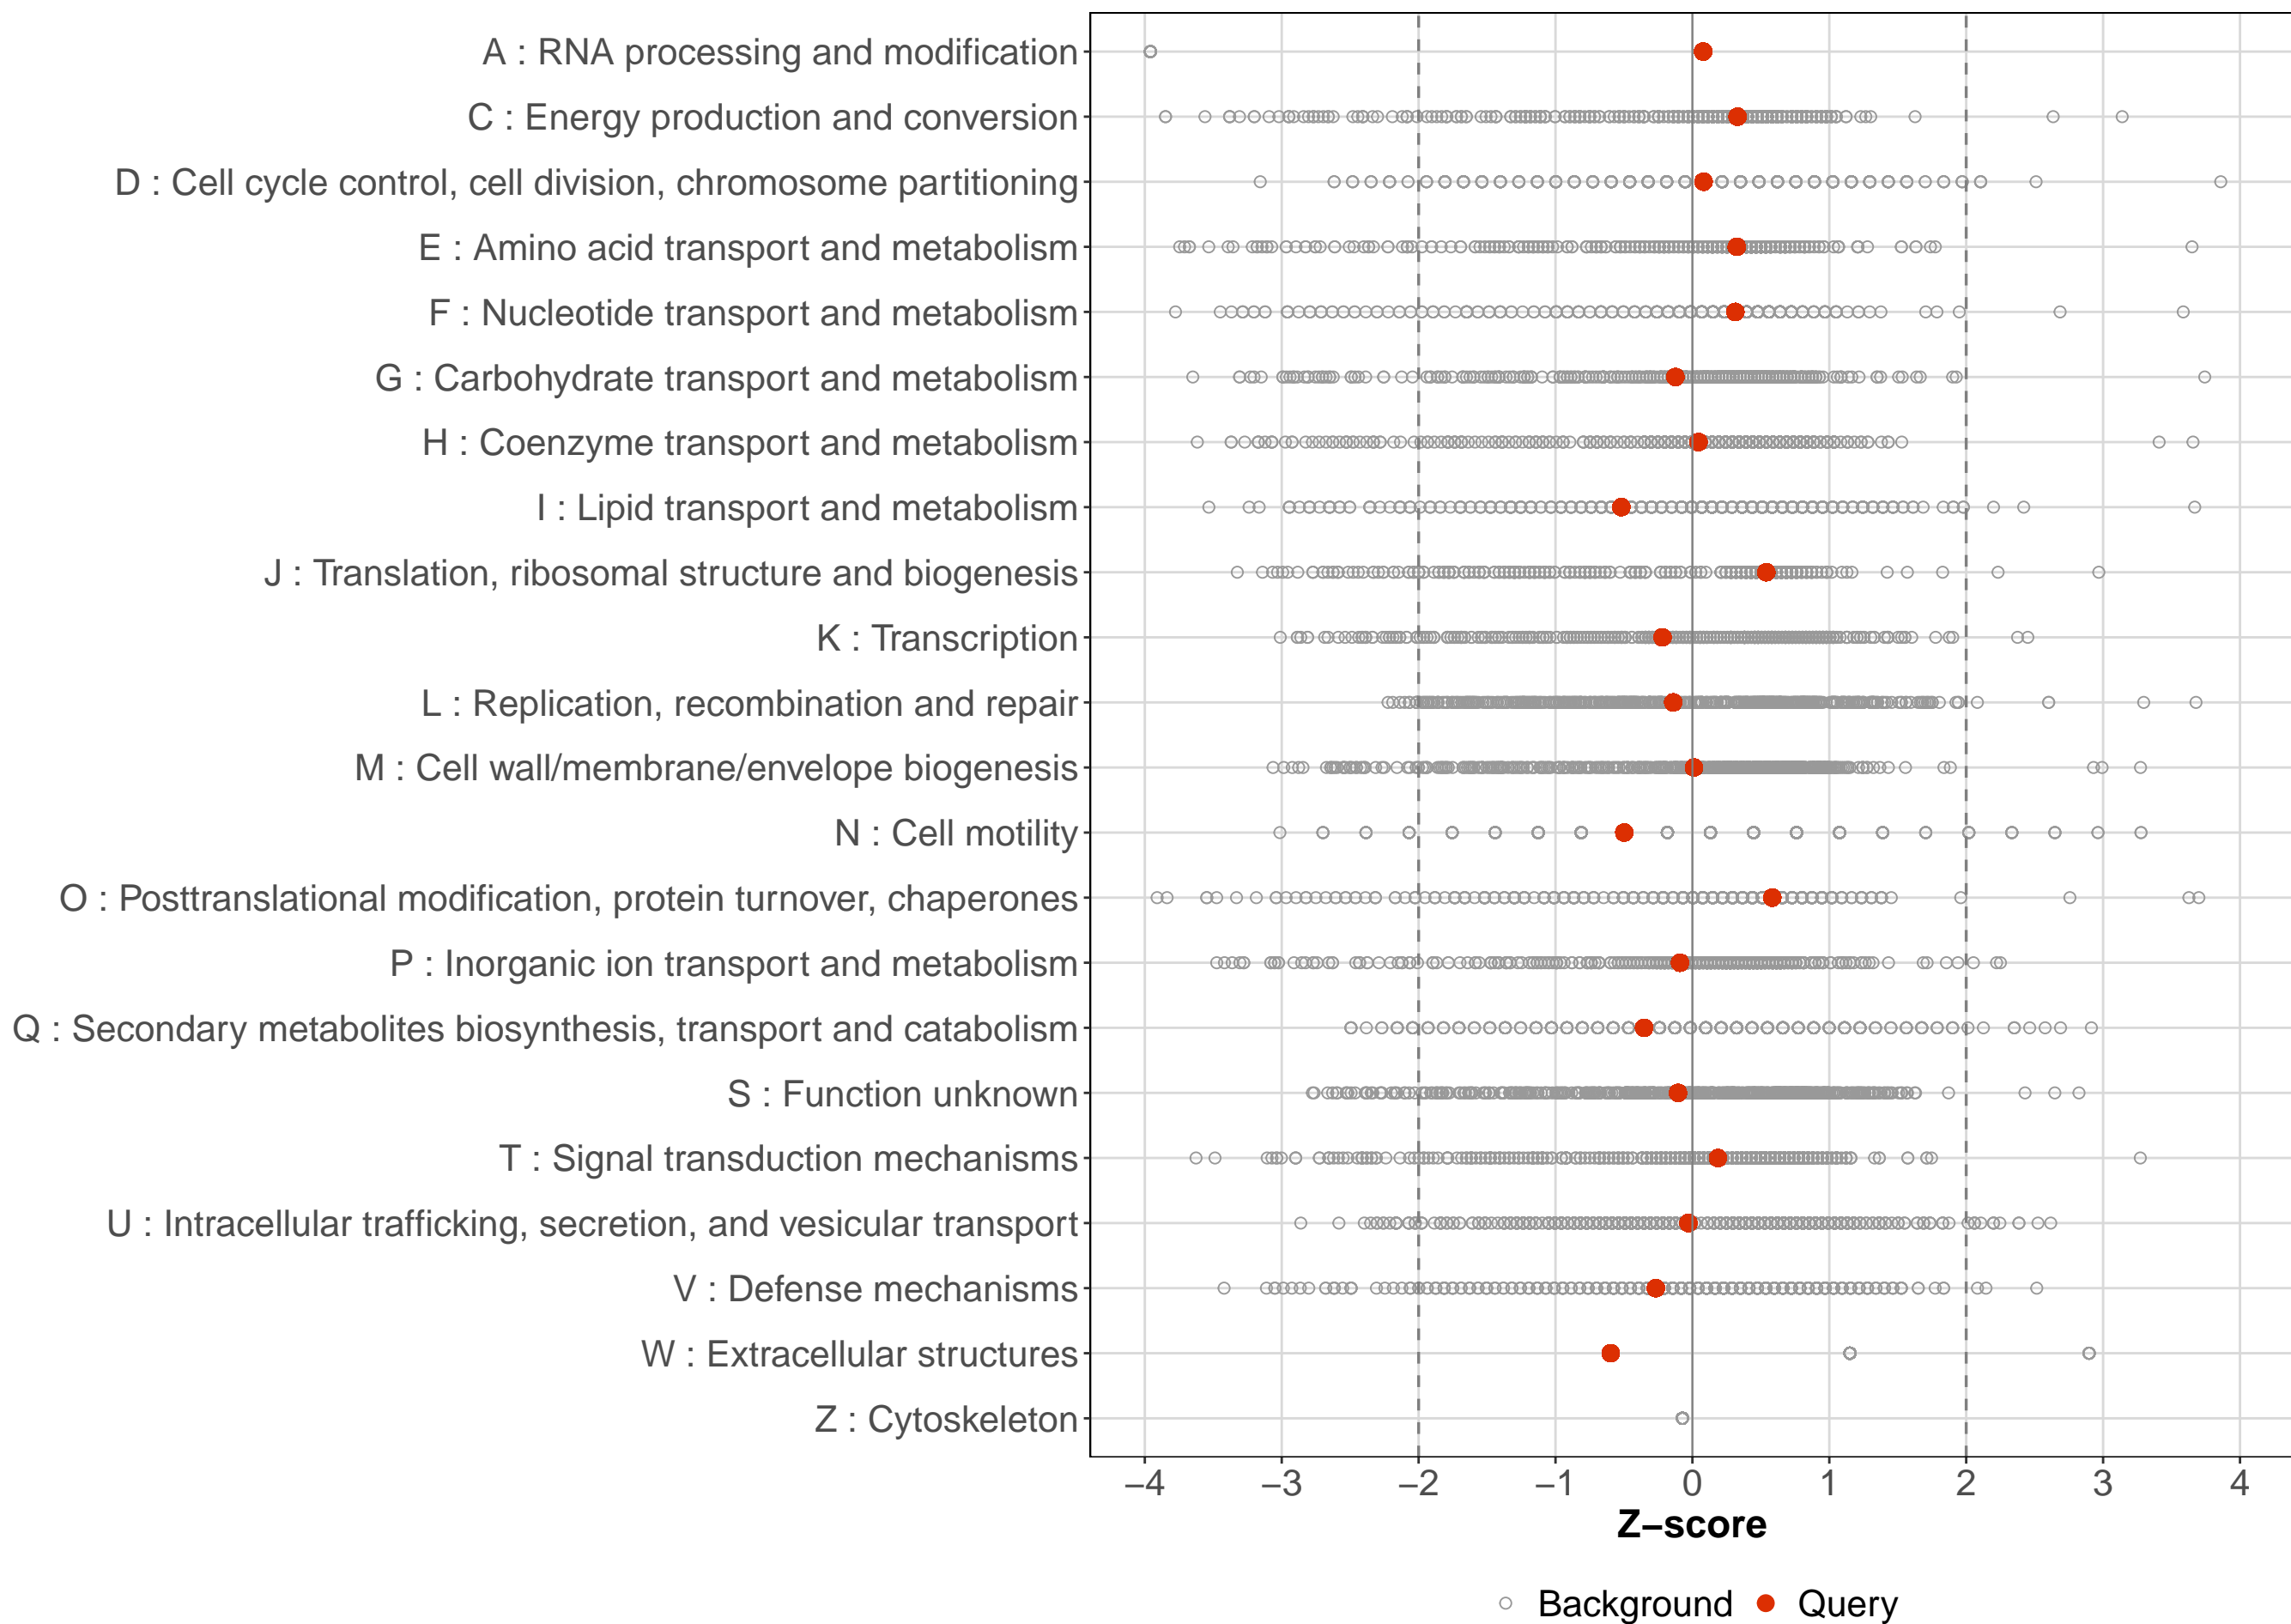 A : RNA processing and modification
C : Energy production and conversion
D : Cell cycle control, cell division, chromosome partitioning
E : Amino acid transport and metabolism
F : Nucleotide transport and metabolism
G : Carbohydrate transport and metabolism
H : Coenzyme transport and metabolism
I : Lipid transport and metabolism
J : Translation, ribosomal structure and biogenesis
K : Transcription
L : Replication, recombination and repair
M : Cell wall/membrane/envelope biogenesis
N : Cell motility
O : Posttranslational modification, protein turnover, chaperones
P : Inorganic ion transport and metabolism
Q : Secondary metabolites biosynthesis, transport and catabolism
S : Function unknown
T : Signal transduction mechanisms
U : Intracellular trafficking, secretion, and vesicular transport
V : Defense mechanisms
W : Extracellular structures
Z : Cytoskeleton
−4 −3 −2 −1 0 1 2 3 4
Z−score
Background Query